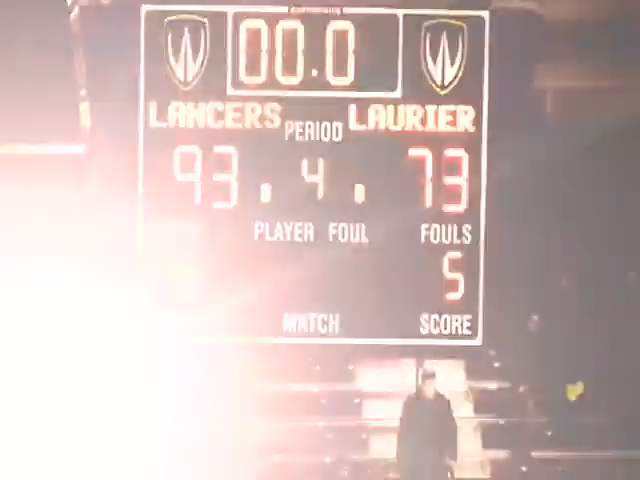 00.0
LANCERS PERIOD LAURIER
93 4 73
PLAYER FOUL FOULS
5
MATCH SCORE